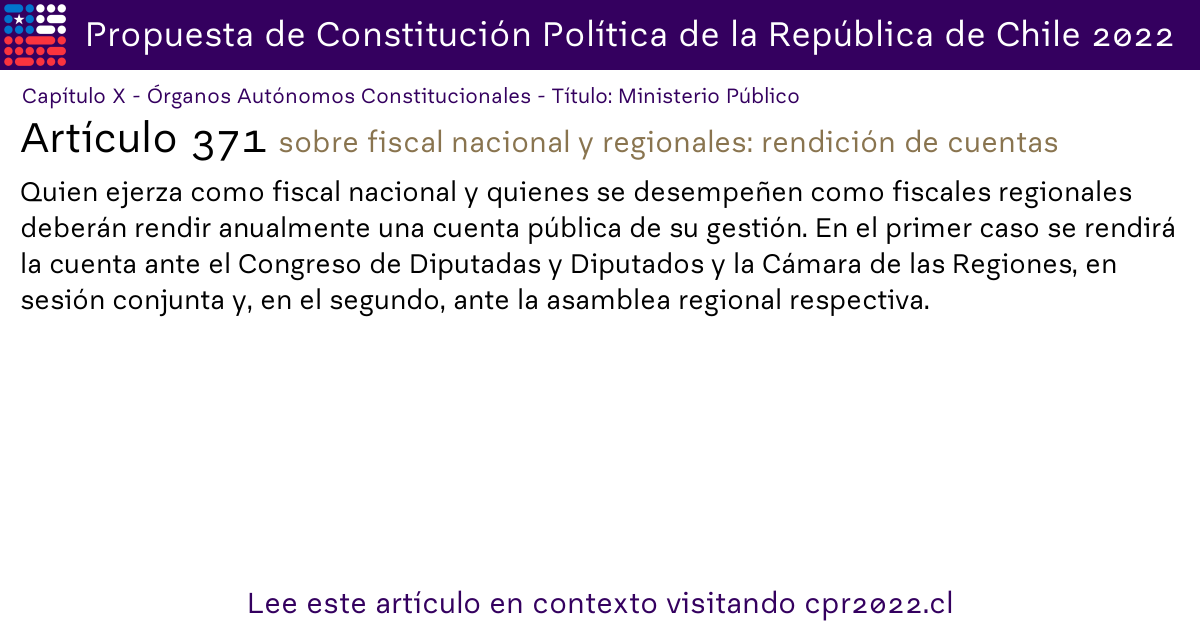 Propuesta de Constitución Política de la República de Chile 2022
Capítulo X - Órganos Autónomos Constitucionales - Título: Ministerio Público
Artículo 371 sobre fiscal nacional y regionales: rendición de cuentas
Quien ejerza como fiscal nacional y quienes se desempeñen como fiscales regionales
deberán rendir anualmente una cuenta pública de su gestión. En el primer caso se rendirá
la cuenta ante el Congreso de Diputadas y Diputados y la Cámara de las Regiones, en
sesión conjunta y, en el segundo, ante la asamblea regional respectiva.
Lee este artículo en contexto visitando cpr2022.cl